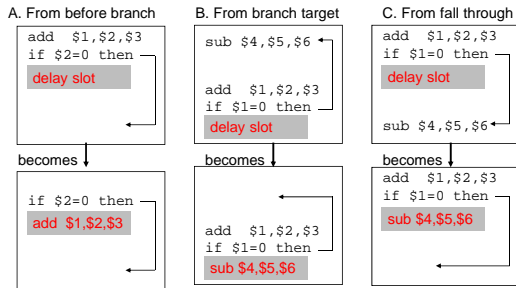 A. From before branch
add $1,$2,$3
if $2=0 then
delay slot
becomes
if $2=0 then
add $1,$2,$3
B. From branch target
sub $4,$5,$6
add $1,$2,$3
if $1=0 then
delay slot
becomes
add $1,$2,$3
if $1=0 then
sub $4,$5,$6
C. From fall through
add $1,$2,$3
if $1=0 then
delay slot
sub $4,$5,$6
becomes
add $1,$2,$3
if $1=0 then
sub $4,$5,$6